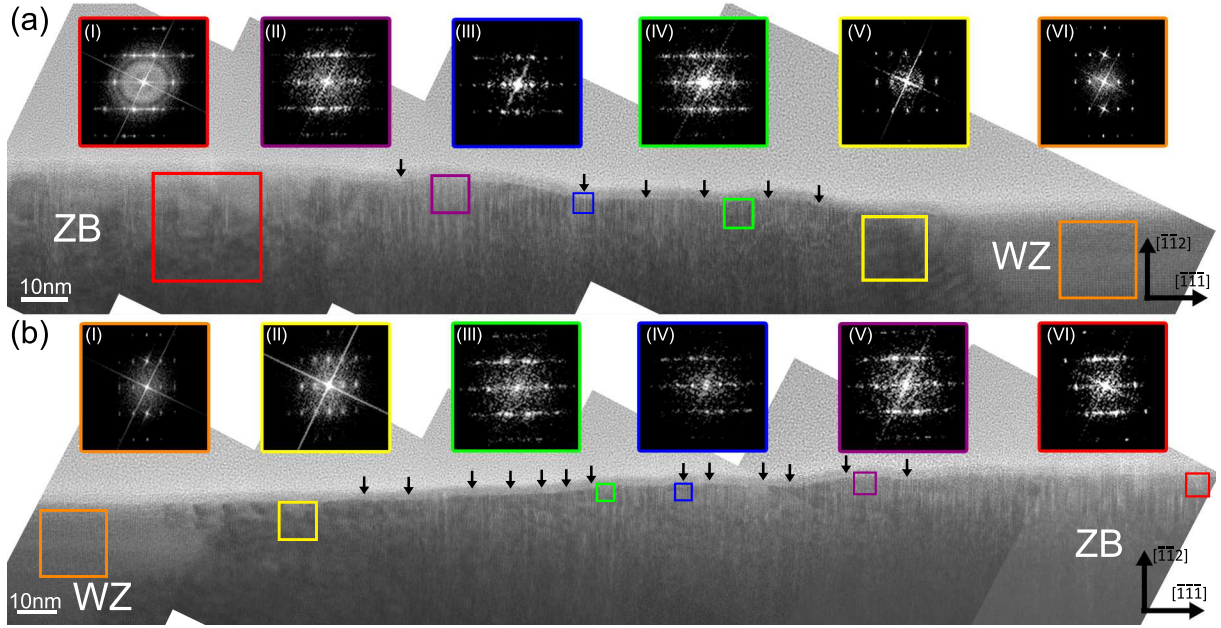 (a)
(I) (II) (III) (IV) (V) (VI)
ZB
WZ
[1̅1̅2]
[1̅1̅1̅]
10nm
(b)
(I) (II) (III) (IV) (V) (VI)
ZB
[1̅1̅2]
WZ
[1̅1̅1̅]
10nm